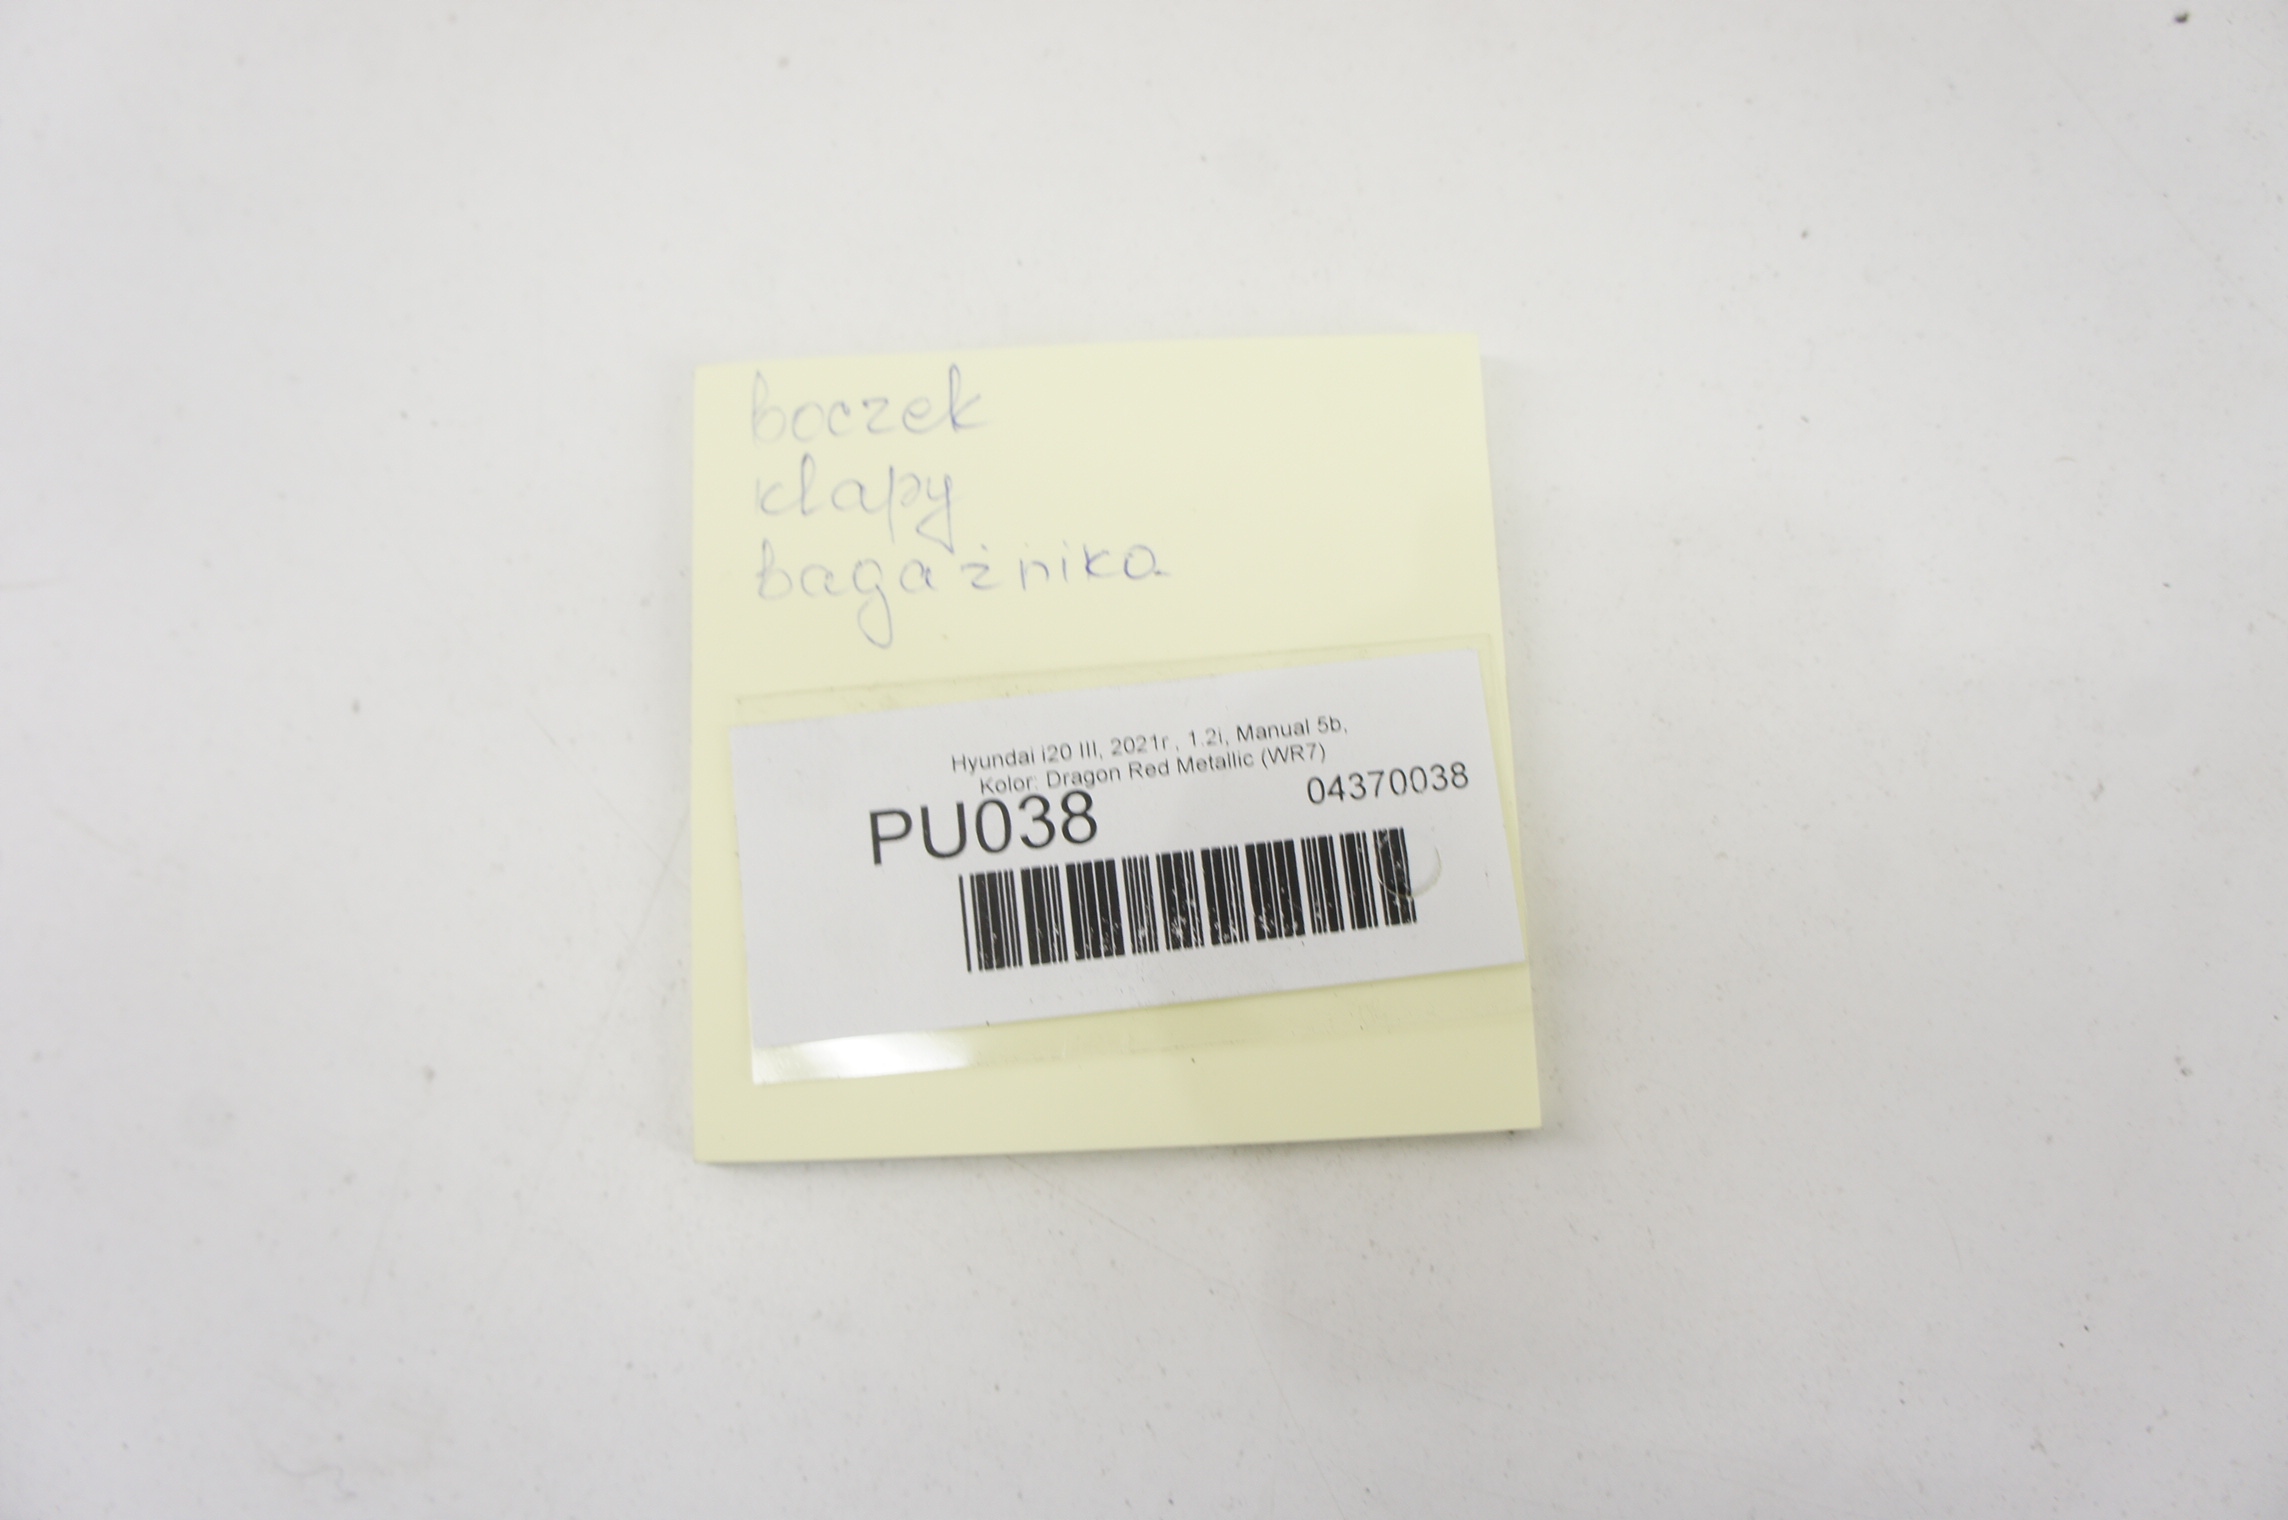 boczek
klapy
bagażnika
Hyundai i20 III, 2021r , 1.2i, Manual 5b,
Kolor: Dragon Red Metallic (WR7)
04370038
PU038